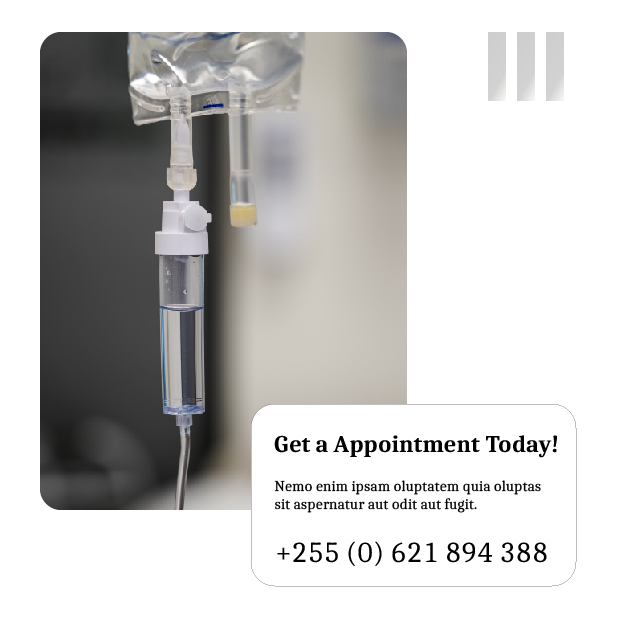 Get a Appointment Today!
Nemo enim ipsam oluptatem quia oluptas
sit aspernatur aut odit aut fugit.
+255 (0) 621 894 388